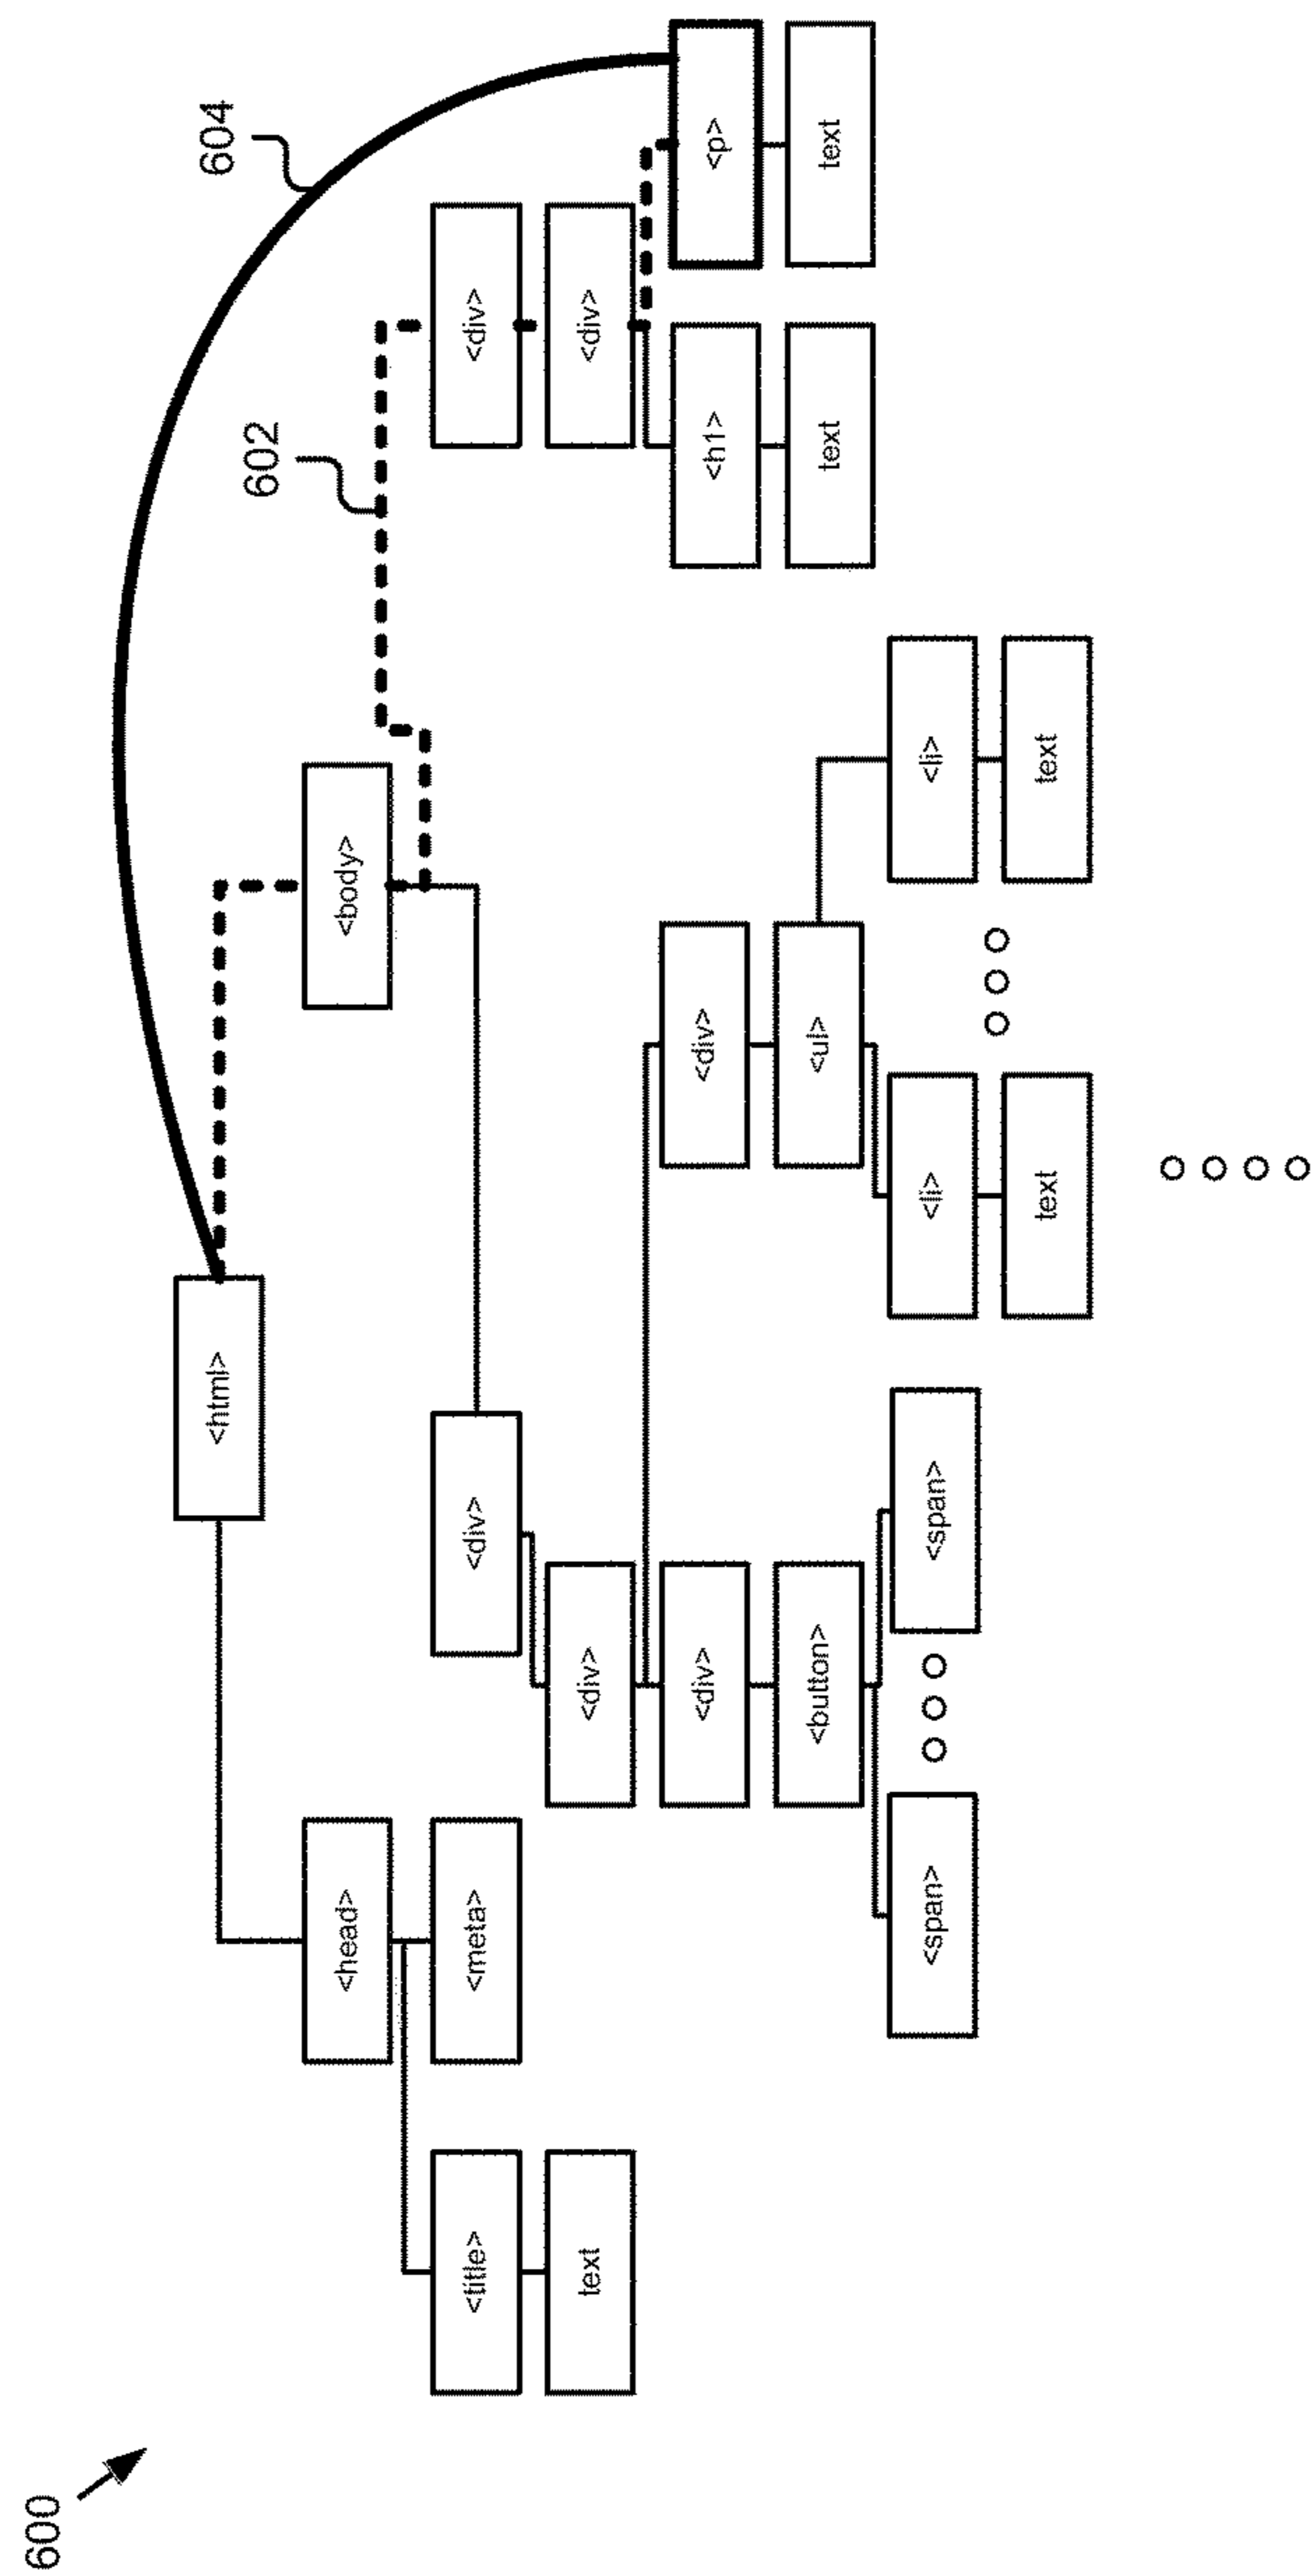 600
604
602
<html>
<head>
<body>
<title>
<meta>
<div>
<div>
text
<div>
<div>
<div>
<div>
<h1>
<p>
<button>
<ul>
text
text
<span>
<span>
<li>
<li>
text
text